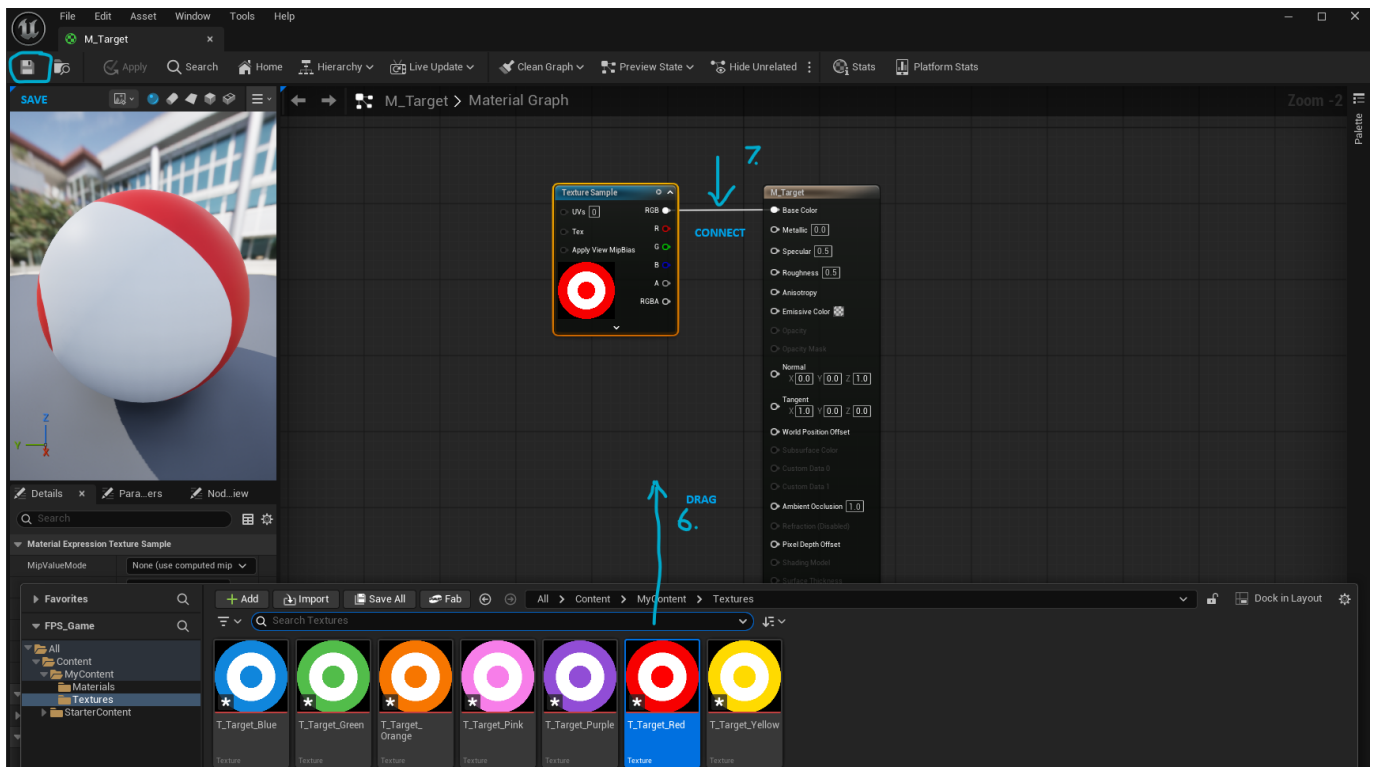 File Edit Asset Window Tools Help
M_Target
Apply Search Home Hierarchy Live Update Clean Graph Preview State Hide Unrelated Stats Platform Stats
SAVE
M_Target > Material Graph
Zoom -2
Palette
7.
Texture Sample
UVs 0 RGB
Tex R
Apply View MipBias G
B
A
RGBA
CONNECT
M_Target
Base Color
Metallic 0.0
Specular 0.5
Roughness 0.5
Anisotropy
Emissive Color
Opacity
Opacity Mask
Normal
X 0.0 Y 0.0 Z 1.0
Tangent
X 1.0 Y 0.0 Z 0.0
World Position Offset
Subsurface Color
Custom Data 0
Custom Data 1
Ambient Occlusion 1.0
Refraction (Disabled)
Pixel Depth Offset
Shading Model
Surface Thickness
Z
Y
X
DRAG
6.
Details Para...ers Nod...iew
Search
Material Expression Texture Sample
MipValueMode None (use computed mip
Favorites
FPS_Game
All
Content
MyContent
Materials
Textures
StarterContent
+ Add Import Save All Fab All > Content > MyContent > Textures Dock in Layout
Search Textures
T_Target_Blue
Texture
T_Target_Green
Texture
T_Target_
Orange
Texture
T_Target_Pink
Texture
T_Target_Purple
Texture
T_Target_Red
Texture
T_Target_Yellow
Texture